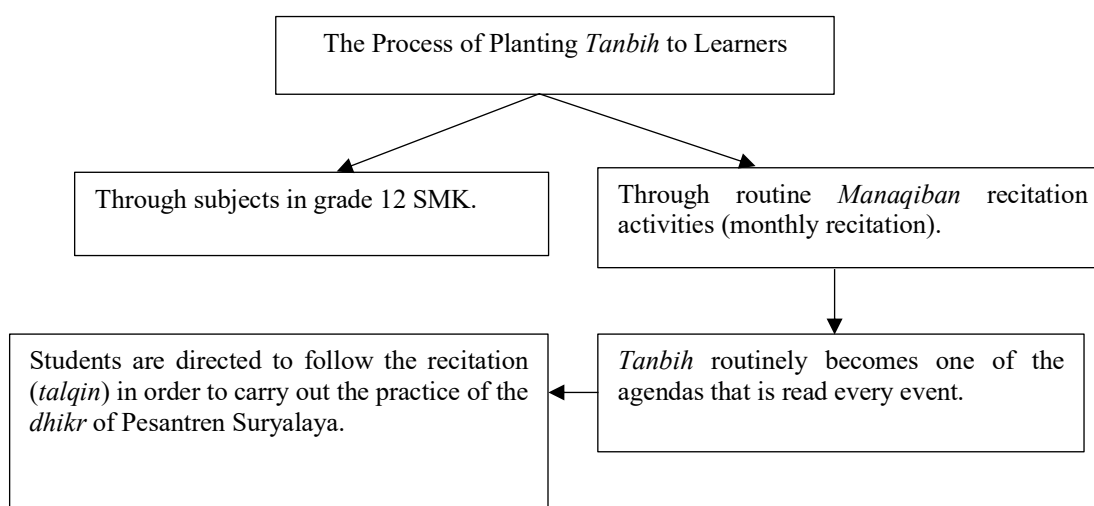 The Process of Planting Tanbih to Learners
Through subjects in grade 12 SMK.
Through routine Manaqiban recitation
activities (monthly recitation).
Students are directed to follow the recitation
(talqin) in order to carry out the practice of the
dhikr of Pesantren Suryalaya.
Tanbih routinely becomes one of the
agendas that is read every event.